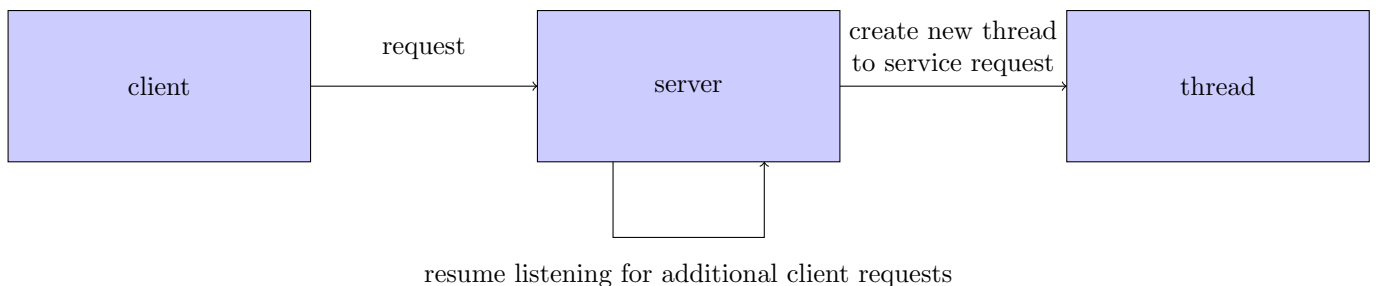 client
request
server
create new thread
to service request
thread
resume listening for additional client requests